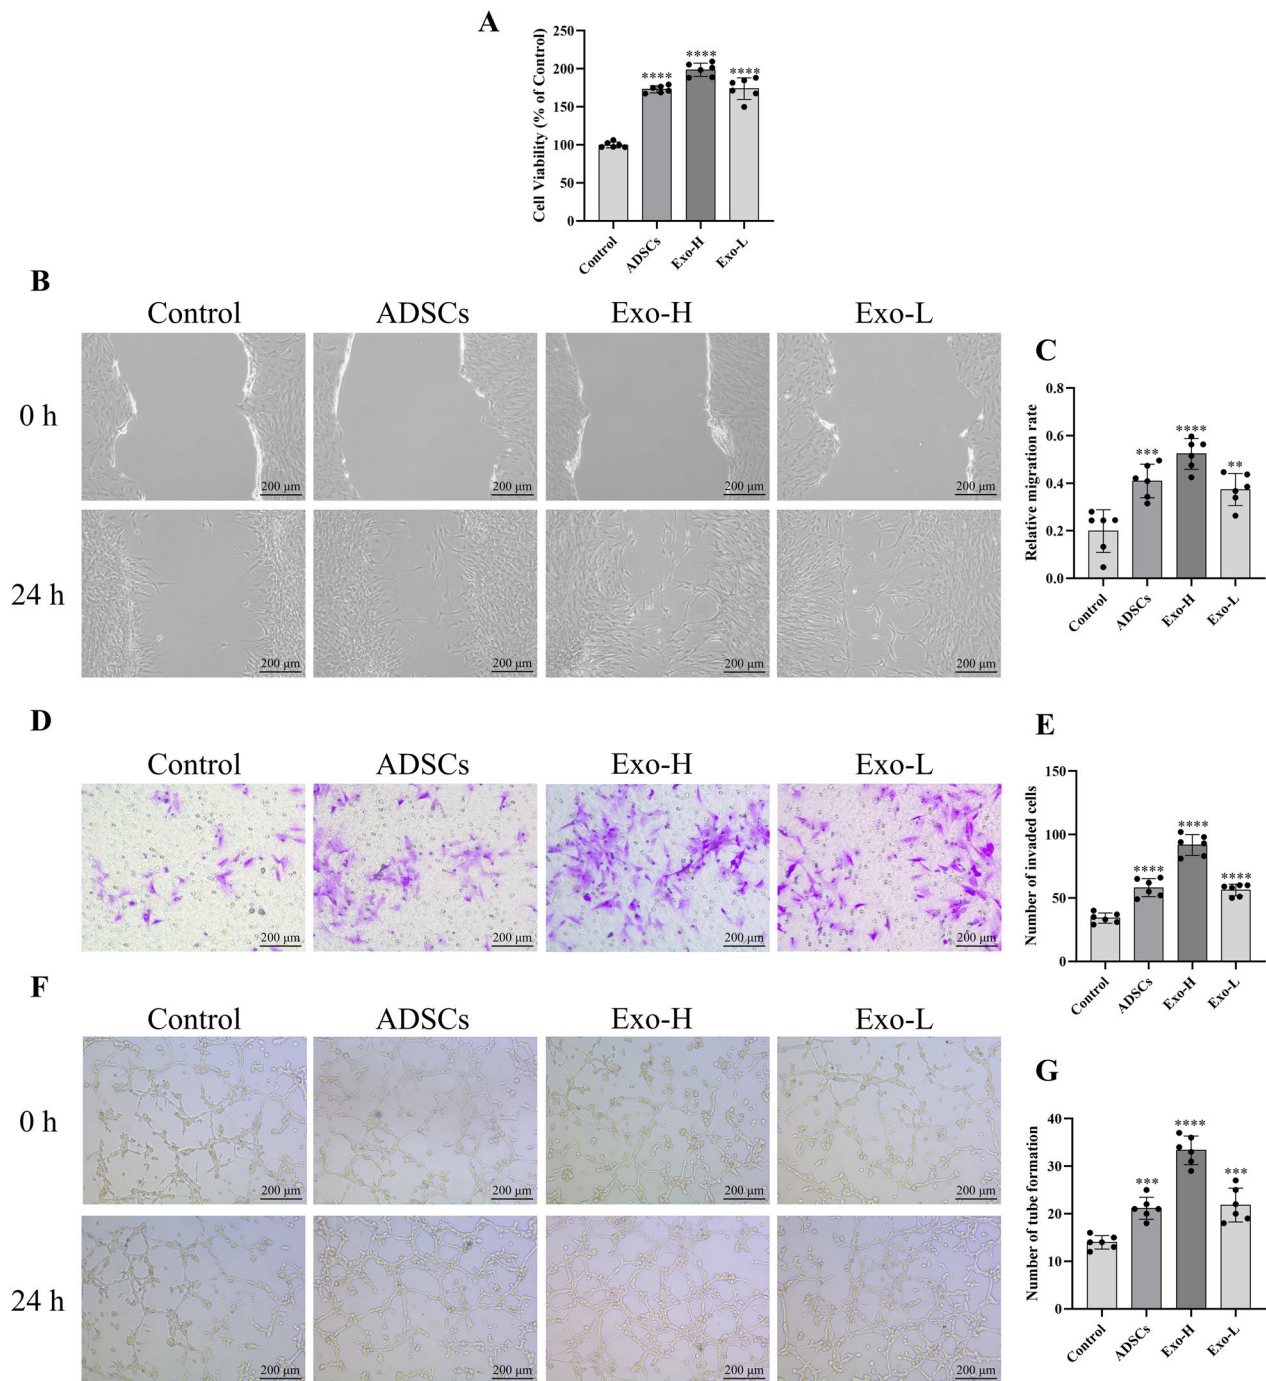 A
Cell Viability (% of Control)
250
200
150
100
50
0
****
****
****
Control
ADSCs
Exo-H
Exo-L
B
Control ADSCs Exo-H Exo-L
0 h
200 μm 200 μm 200 μm 200 μm
24 h
200 μm 200 μm 200 μm 200 μm
C
Relative migration rate
0.8
0.6
0.4
0.2
0.0
***
****
**
Control
ADSCs
Exo-H
Exo-L
D
Control ADSCs Exo-H Exo-L
200 μm 200 μm 200 μm 200 μm
E
Number of invaded cells
150
100
50
0
****
****
****
Control
ADSCs
Exo-H
Exo-L
F
Control ADSCs Exo-H Exo-L
0 h
200 μm 200 μm 200 μm 200 μm
24 h
200 μm 200 μm 200 μm 200 μm
G
Number of tube formation
40
30
20
10
0
***
****
***
Control
ADSCs
Exo-H
Exo-L